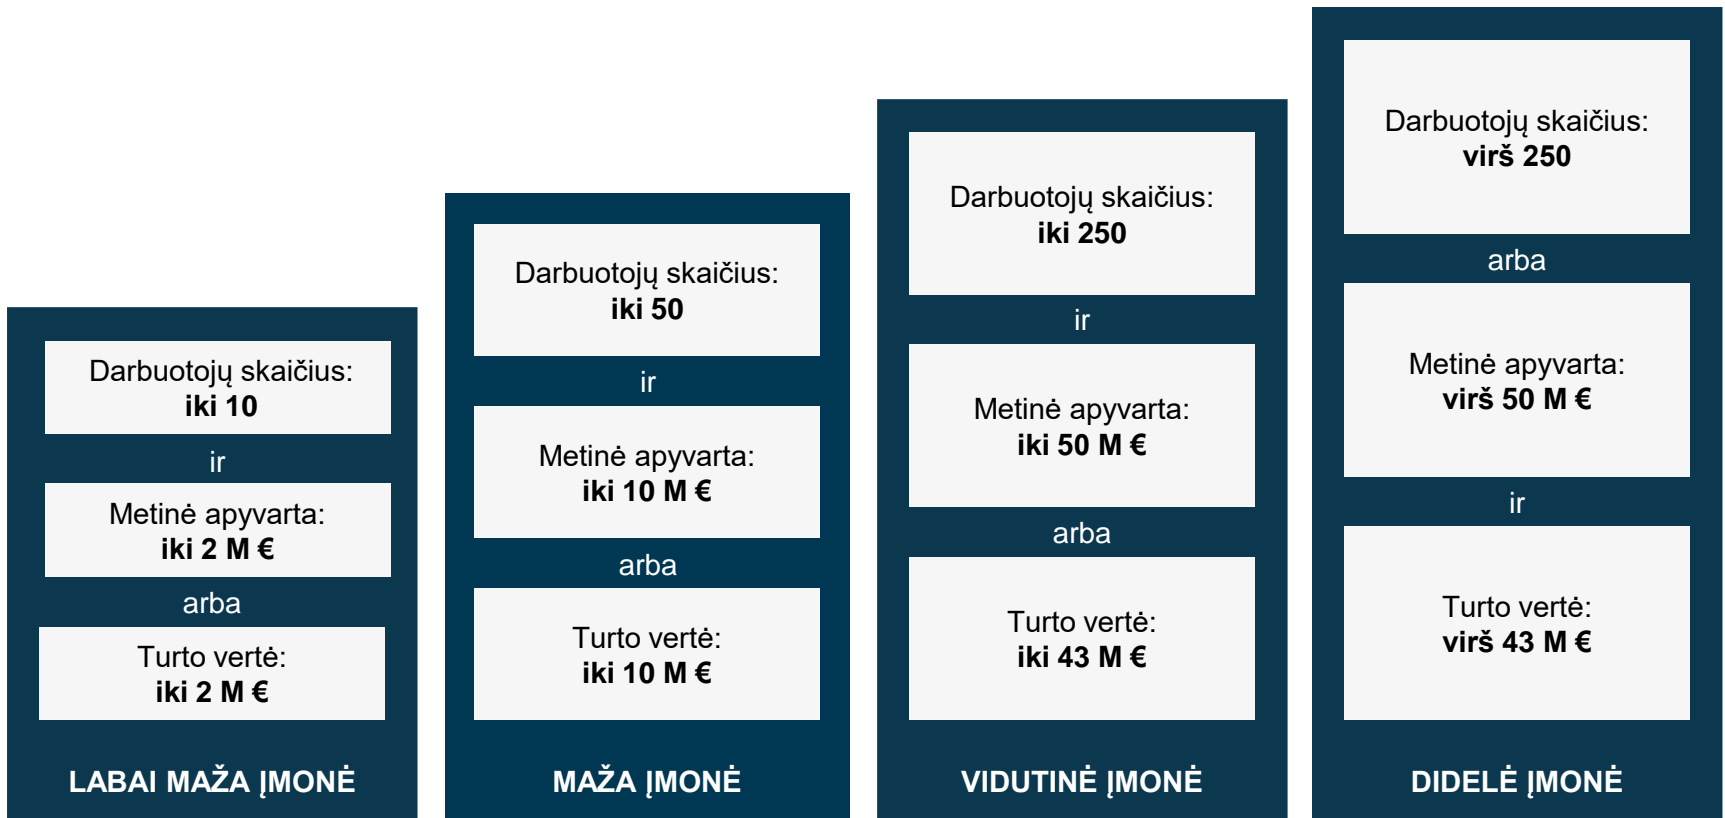 Darbuotojų skaičius:
iki 10
ir
Metinė apyvarta:
iki 2 M €
arba
Turto vertė:
iki 2 M €
LABAI MAŽA ĮMONĖ
Darbuotojų skaičius:
iki 50
ir
Metinė apyvarta:
iki 10 M €
arba
Turto vertė:
iki 10 M €
MAŽA ĮMONĖ
Darbuotojų skaičius:
iki 250
ir
Metinė apyvarta:
iki 50 M €
arba
Turto vertė:
iki 43 M €
VIDUTINĖ ĮMONĖ
Darbuotojų skaičius:
virš 250
arba
Metinė apyvarta:
virš 50 M €
ir
Turto vertė:
virš 43 M €
DIDELĖ ĮMONĖ